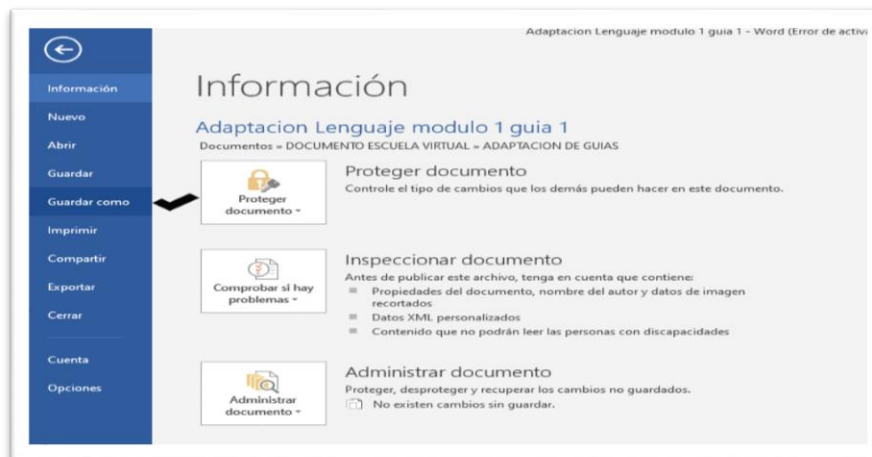 Adaptacion Lenguaje modulo 1 guia 1 - Word (Error de activa
Información
Nuevo
Abrir
Guardar
Guardar como
Imprimir
Compartir
Exportar
Cerrar
Cuenta
Opciones
Información
Adaptacion Lenguaje modulo 1 guia 1
Documentos » DOCUMENTO ESCUELA VIRTUAL » ADAPTACION DE GUIAS
Proteger
documento
Proteger documento
Controle el tipo de cambios que los demás pueden hacer en este documento.
Comprobar si hay
problemas
Inspeccionar documento
Antes de publicar este archivo, tenga en cuenta que contiene:
Propiedades del documento, nombre del autor y datos de imagen
recortados
Datos XML personalizados
Contenido que no podrán leer las personas con discapacidades
Administrar
documento
Administrar documento
Proteger, desproteger y recuperar los cambios no guardados.
No existen cambios sin guardar.